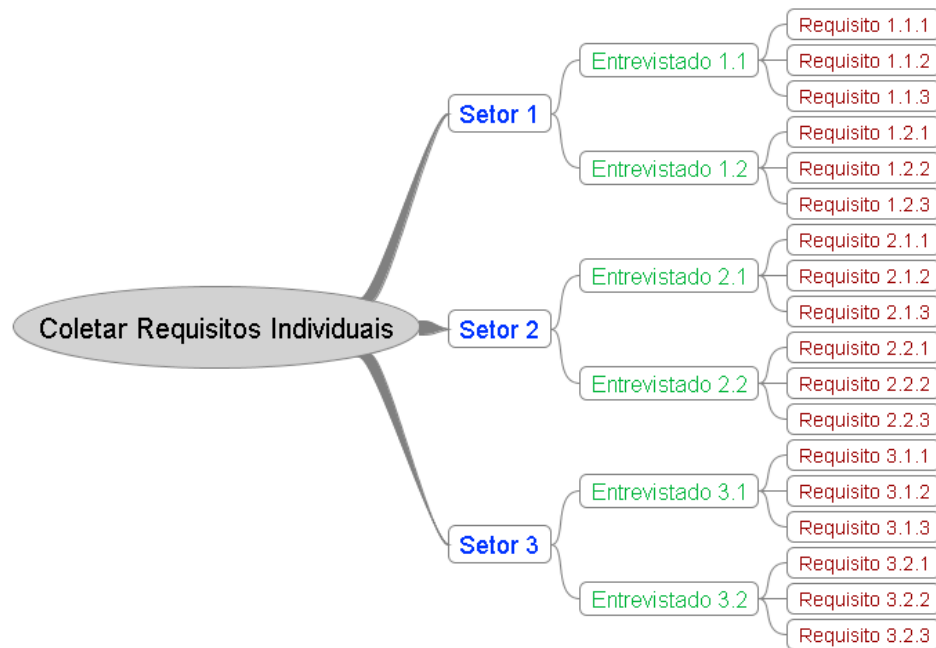 Coletar Requisitos Individuais
Setor 1
Entrevistado 1.1
Requisito 1.1.1
Requisito 1.1.2
Requisito 1.1.3
Entrevistado 1.2
Requisito 1.2.1
Requisito 1.2.2
Requisito 1.2.3
Setor 2
Entrevistado 2.1
Requisito 2.1.1
Requisito 2.1.2
Requisito 2.1.3
Entrevistado 2.2
Requisito 2.2.1
Requisito 2.2.2
Requisito 2.2.3
Setor 3
Entrevistado 3.1
Requisito 3.1.1
Requisito 3.1.2
Requisito 3.1.3
Entrevistado 3.2
Requisito 3.2.1
Requisito 3.2.2
Requisito 3.2.3